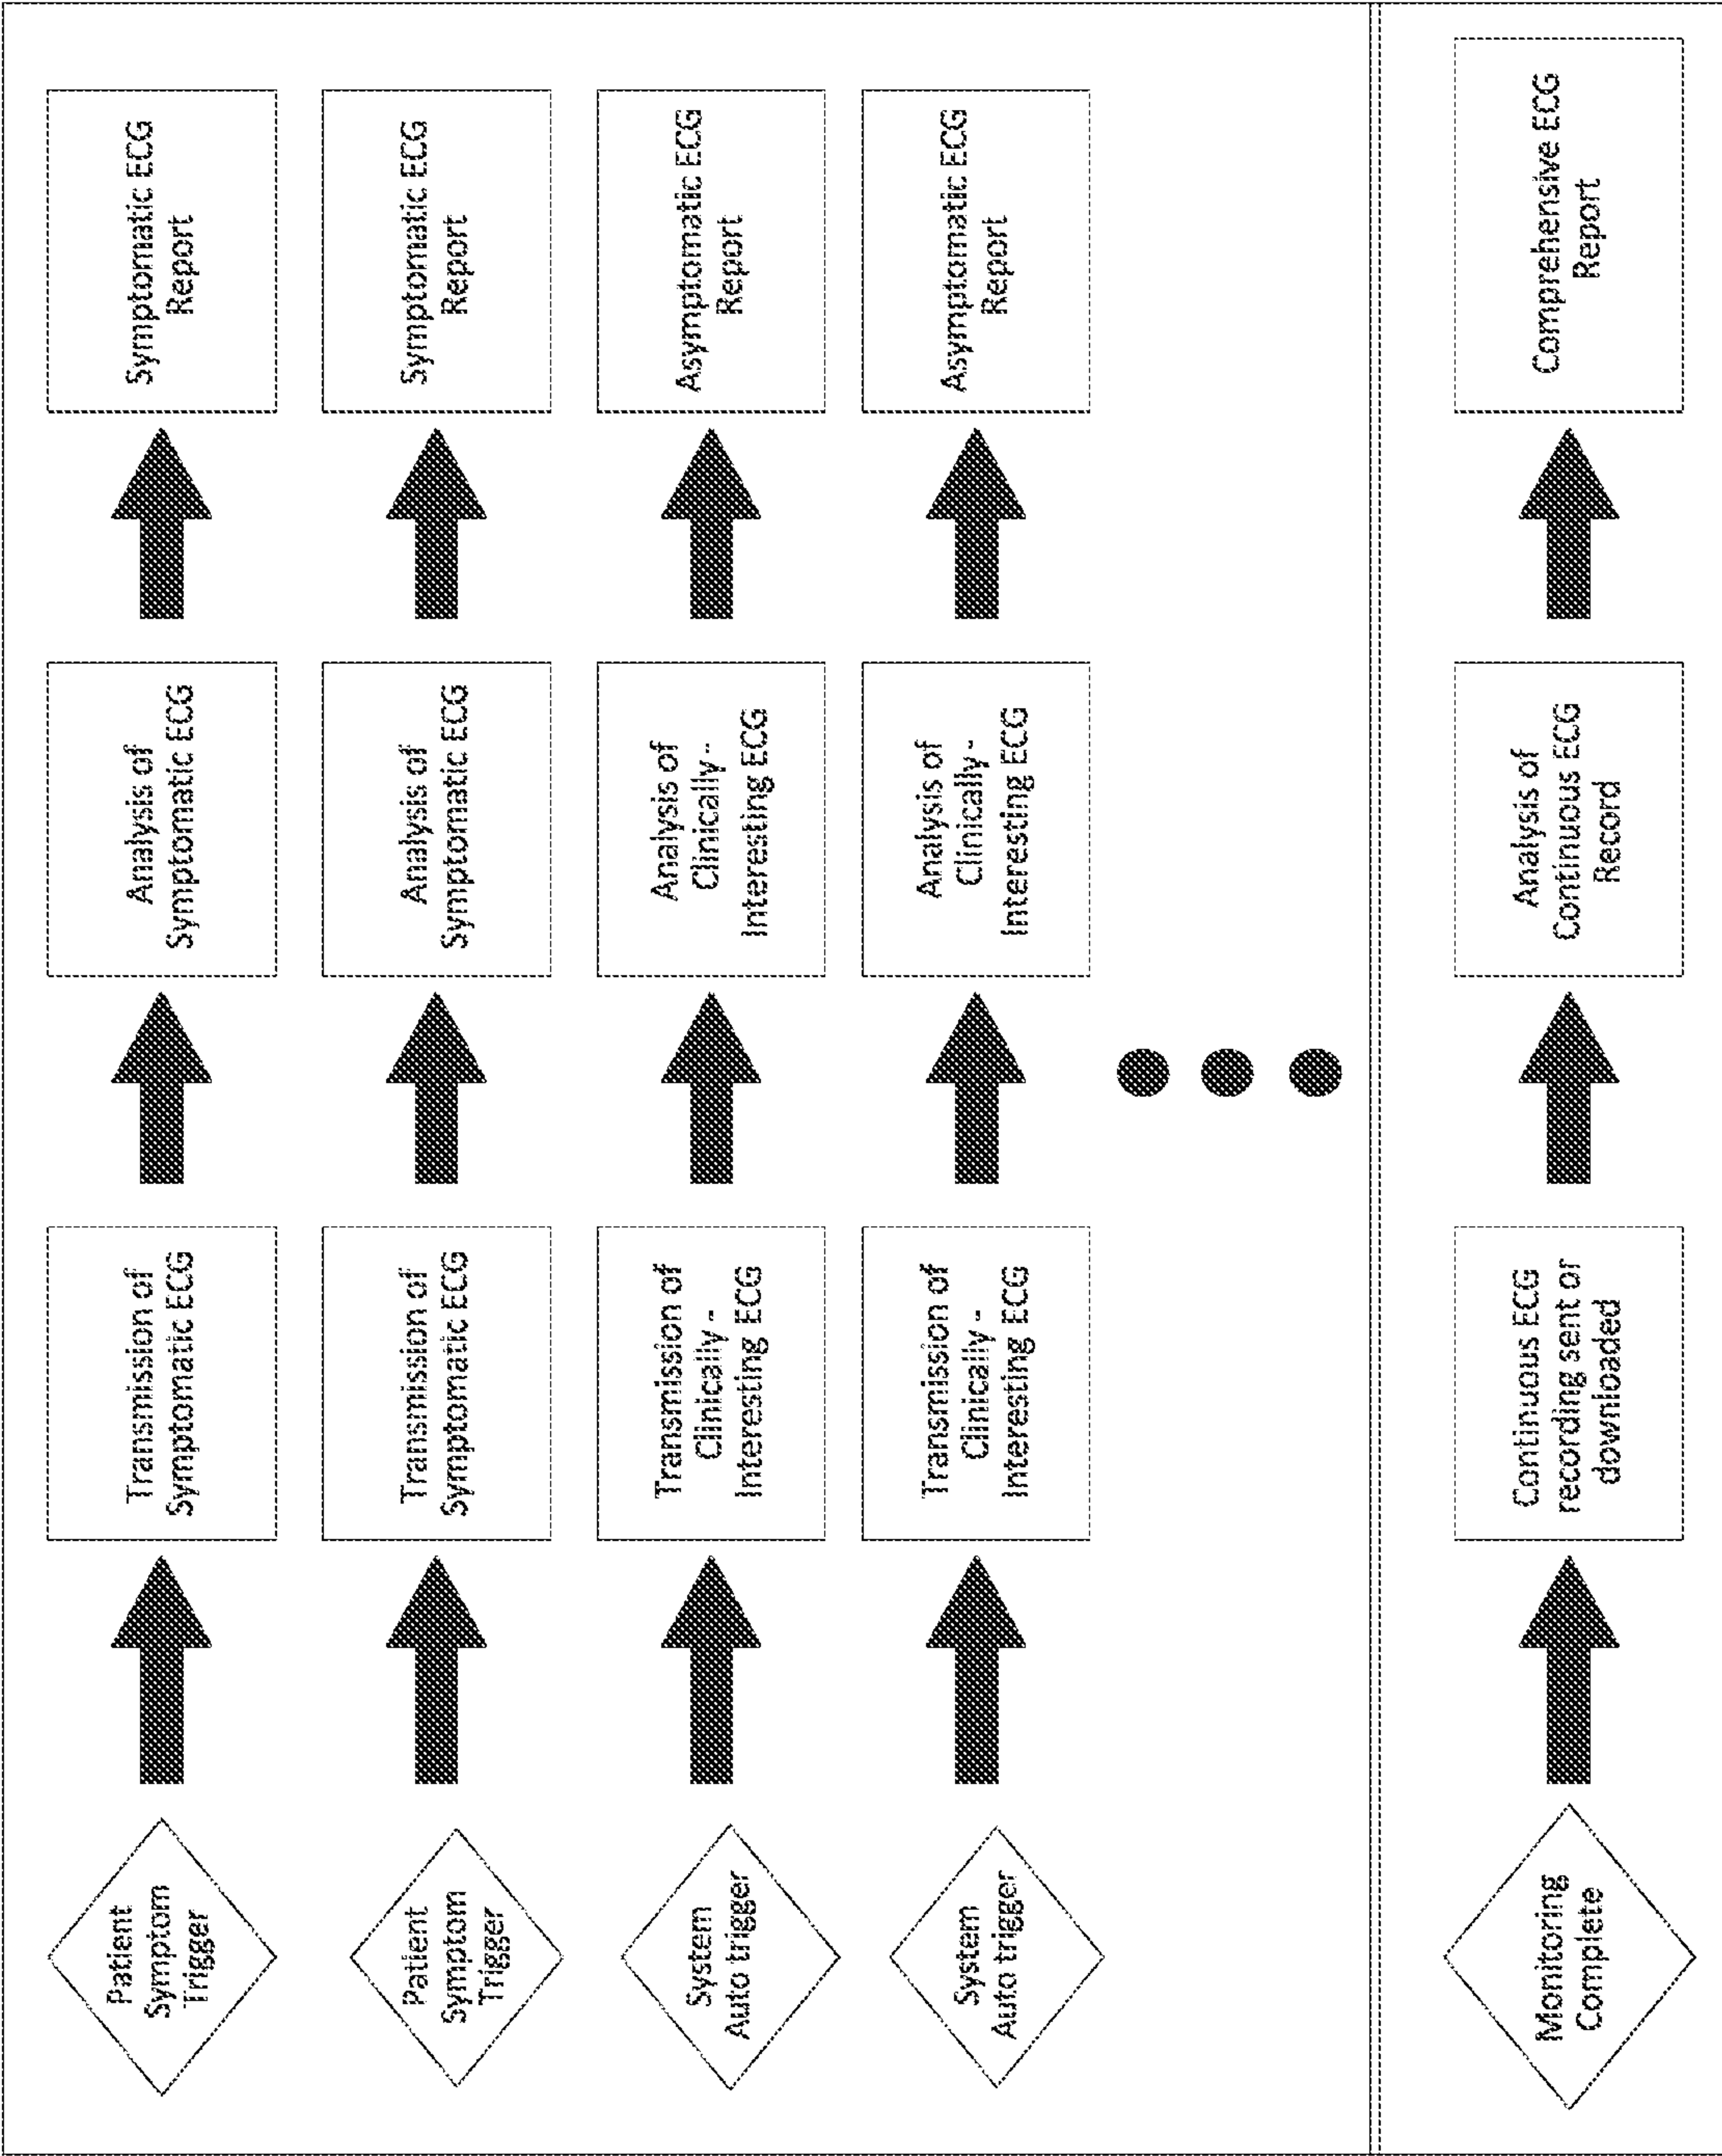 Patient
Symptom
Trigger
Transmission of
Symptomatic ECG
Analysis of
Symptomatic ECG
Symptomatic ECG
Report
Patient
Symptom
Trigger
Transmission of
Symptomatic ECG
Analysis of
Symptomatic ECG
Symptomatic ECG
Report
System
Auto trigger
Transmission of
Clinically -
Interesting ECG
Analysis of
Clinically -
Interesting ECG
Asymptomatic ECG
Report
System
Auto trigger
Transmission of
Clinically -
Interesting ECG
Analysis of
Clinically -
Interesting ECG
Asymptomatic ECG
Report
Monitoring
Complete
Continuous ECG
recording sent or
downloaded
Analysis of
Continuous ECG
Record
Comprehensive ECG
Report